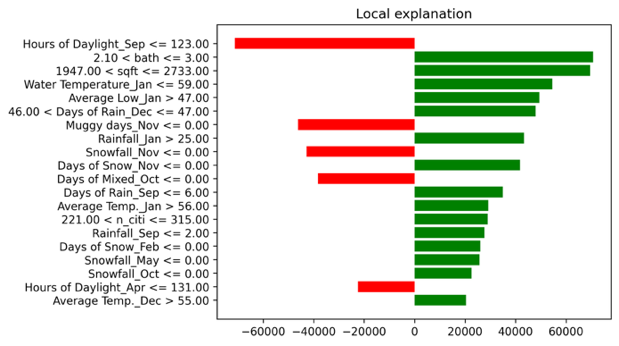 Local explanation
Hours of Daylight_Sep <= 123.00
2.10 < bath <= 3.00
1947.00 < sqft <= 2733.00
Water Temperature_Jan <= 59.00
Average Low_Jan > 47.00
46.00 < Days of Rain_Dec <= 47.00
Muggy days_Nov <= 0.00
Rainfall_Jan > 25.00
Snowfall_Nov <= 0.00
Days of Snow_Nov <= 0.00
Days of Mixed_Oct <= 0.00
Days of Rain_Sep <= 6.00
Average Temp._Jan > 56.00
221.00 < n_citi <= 315.00
Rainfall_Sep <= 2.00
Days of Snow_Feb <= 0.00
Snowfall_May <= 0.00
Snowfall_Oct <= 0.00
Hours of Daylight_Apr <= 131.00
Average Temp._Dec > 55.00
−60000 −40000 −20000 0 20000 40000 60000